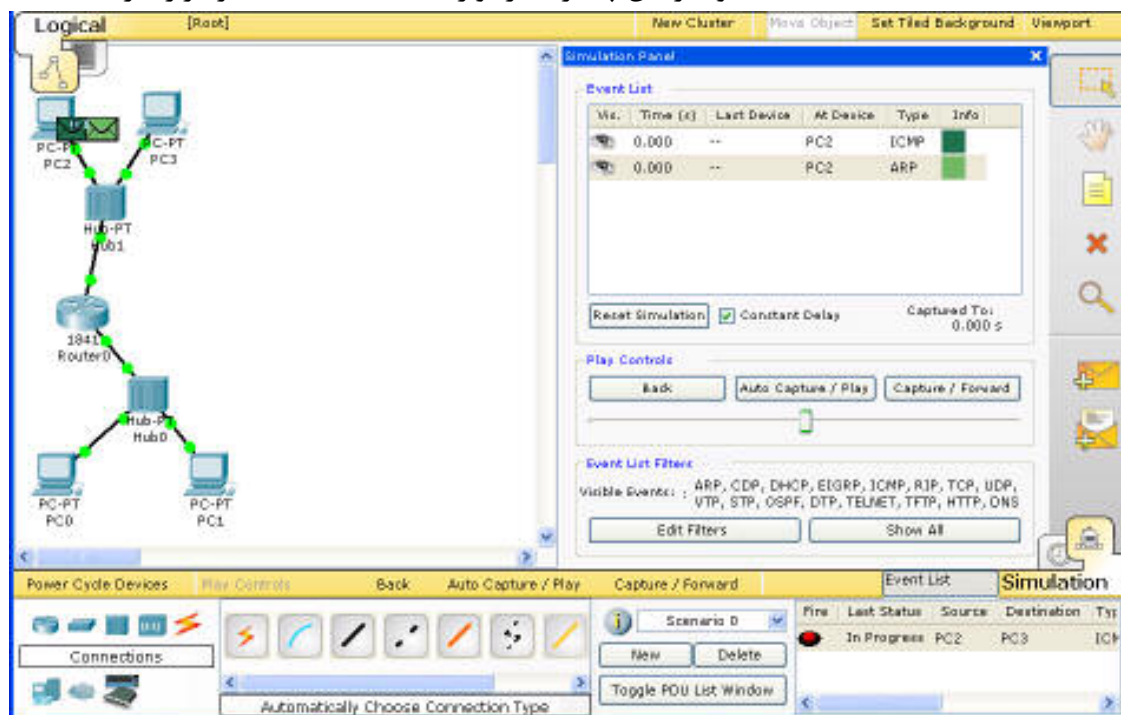 Logical [Root] New Cluster Move Object Set Tiled Background Viewport
Simulation Panel
Event List
Vis. Time (s) Last Device At Device Type Info
0.000 -- PC2 ICMP
0.000 -- PC2 ARP
Reset Simulation Constant Delay Captured To:
0.000 s
Play Controls
Back Auto Capture / Play Capture / Forward
Event List Filters
Visible Events: : ARP, CDP, DHCP, EIGRP, ICMP, RIP, TCP, UDP,
VTP, STP, OSPF, DTP, TELNET, TFTP, HTTP, DNS
Edit Filters Show All
PC-PT
PC2
PC-PT
PC3
Hub-PT
Hub1
1841
Router0
Hub-PT
Hub0
PC-PT
PC0
PC-PT
PC1
Power Cycle Devices Play Controls Back Auto Capture / Play Capture / Forward Event List Simulation
Connections
Automatically Choose Connection Type
Scenario 0
New Delete
Toggle PDU List Window
Fire Last Status Source Destination Typ
In Progress PC2 PC3 ICM